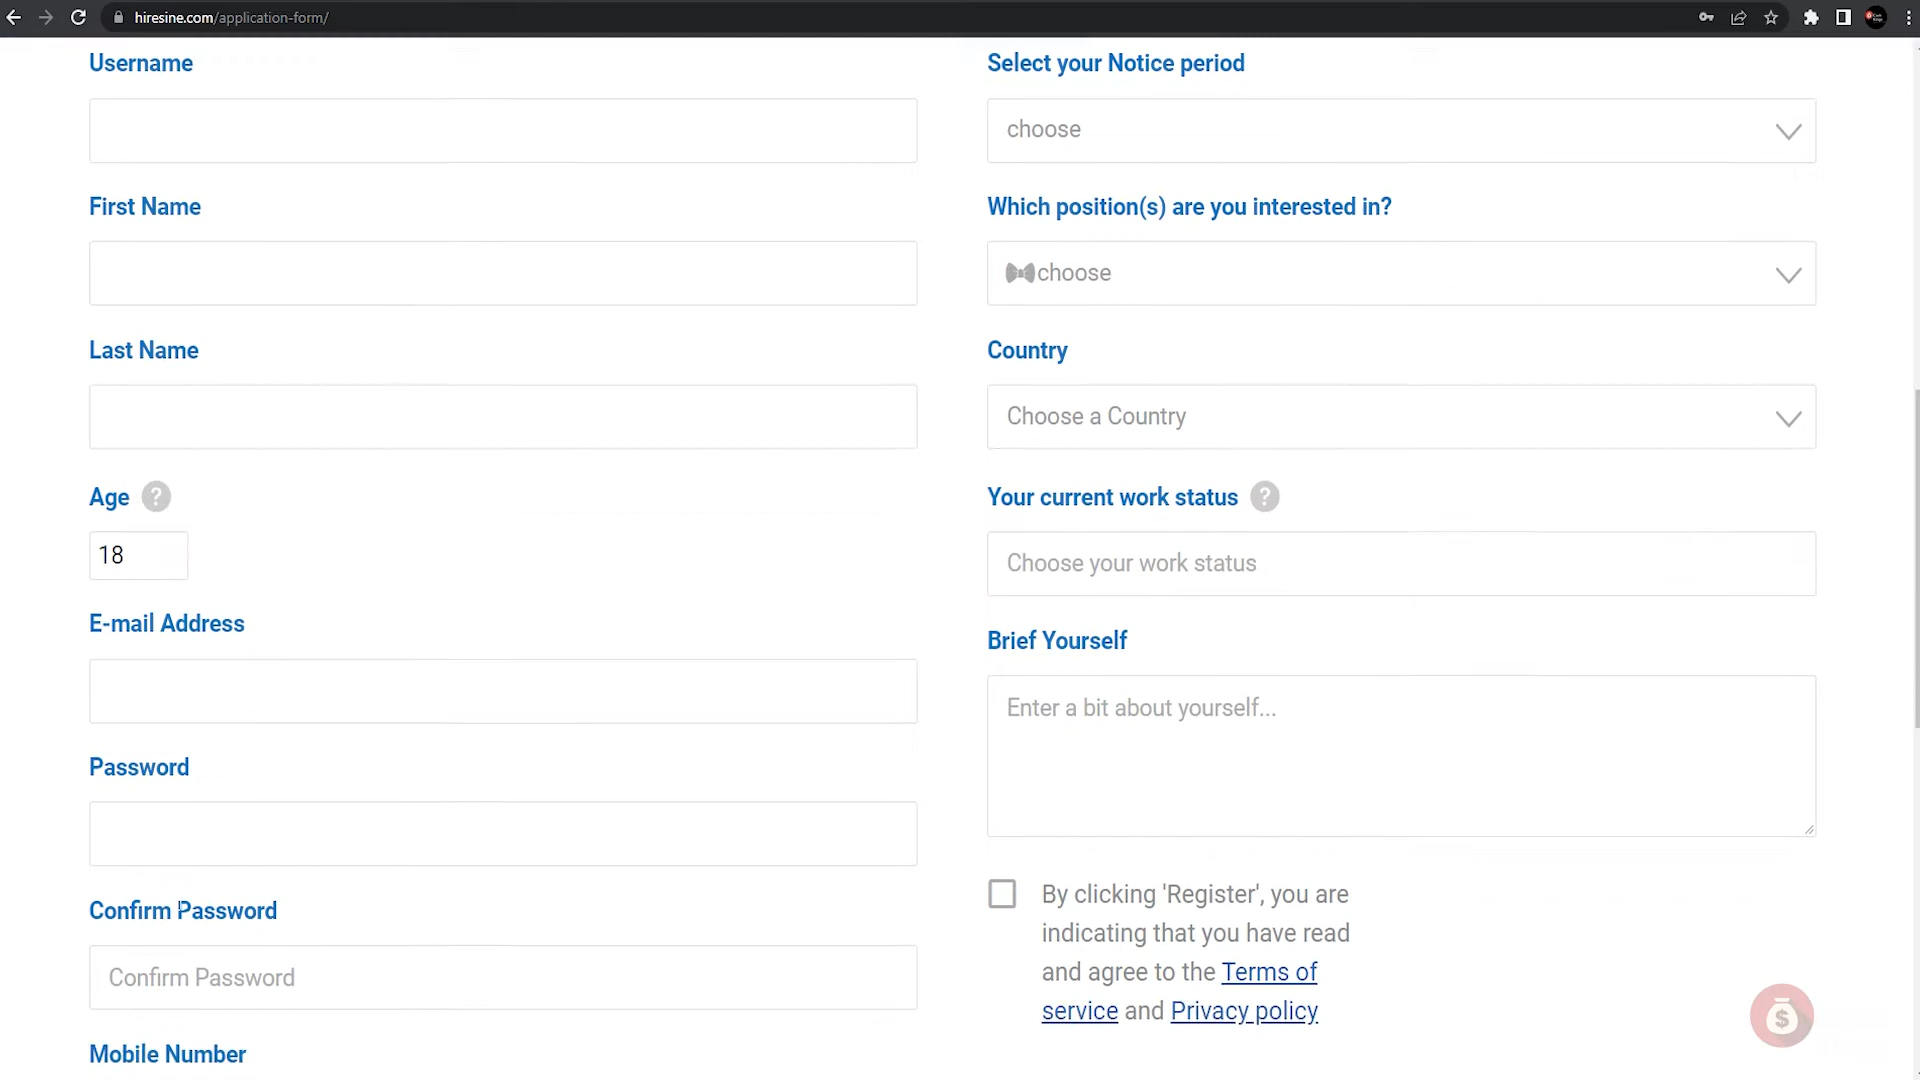 hiresine.com/application-form/
Username
First Name
Last Name
Age ?
18
E-mail Address
Password
Confirm Password
Confirm Password
Mobile Number
Select your Notice period
choose
Which position(s) are you interested in?
choose
Country
Choose a Country
Your current work status ?
Choose your work status
Brief Yourself
Enter a bit about yourself...
By clicking 'Register', you are
indicating that you have read
and agree to the Terms of
service and Privacy policy
$